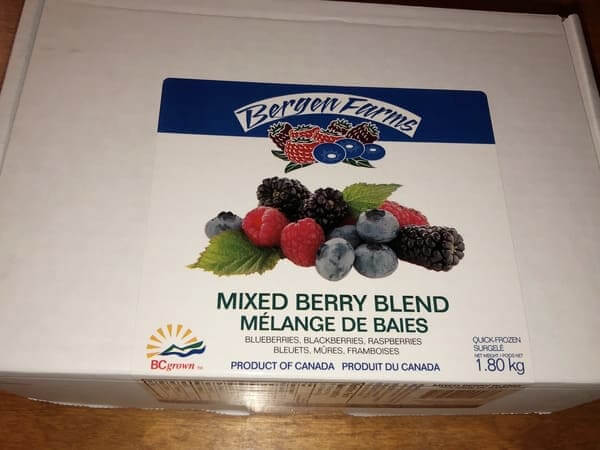 Bergen Farms
MIXED BERRY BLEND
MÉLANGE DE BAIES
BLUEBERRIES, BLACKBERRIES, RASPBERRIES
BLEUETS, MÛRES, FRAMBOISES
PRODUCT OF CANADA PRODUIT DU CANADA
BCgrown
QUICK-FROZEN
SURGELÉ
NET WEIGHT / POIDS NET
1.80 kg